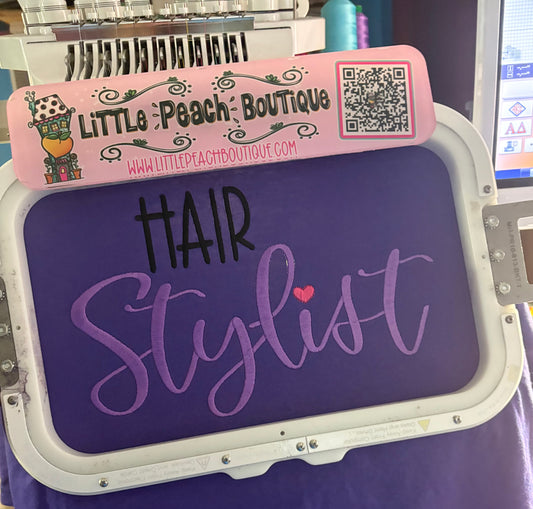 Little Peach Boutique
www.littlepeachboutique.com
HAIR
Stylist